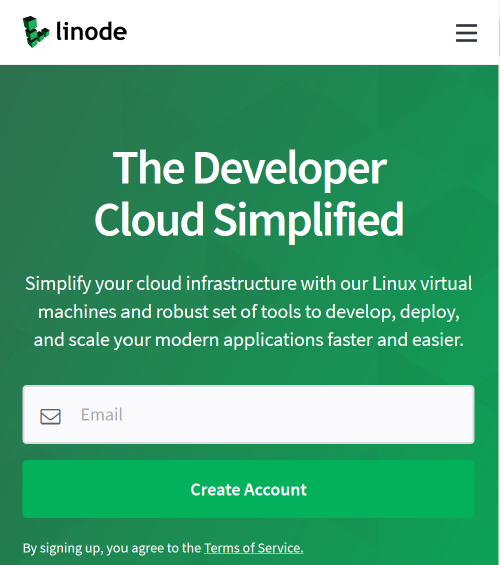 linode
The Developer
Cloud Simplified
Simplify your cloud infrastructure with our Linux virtual
machines and robust set of tools to develop, deploy,
and scale your modern applications faster and easier.
Email
Create Account
By signing up, you agree to the Terms of Service.